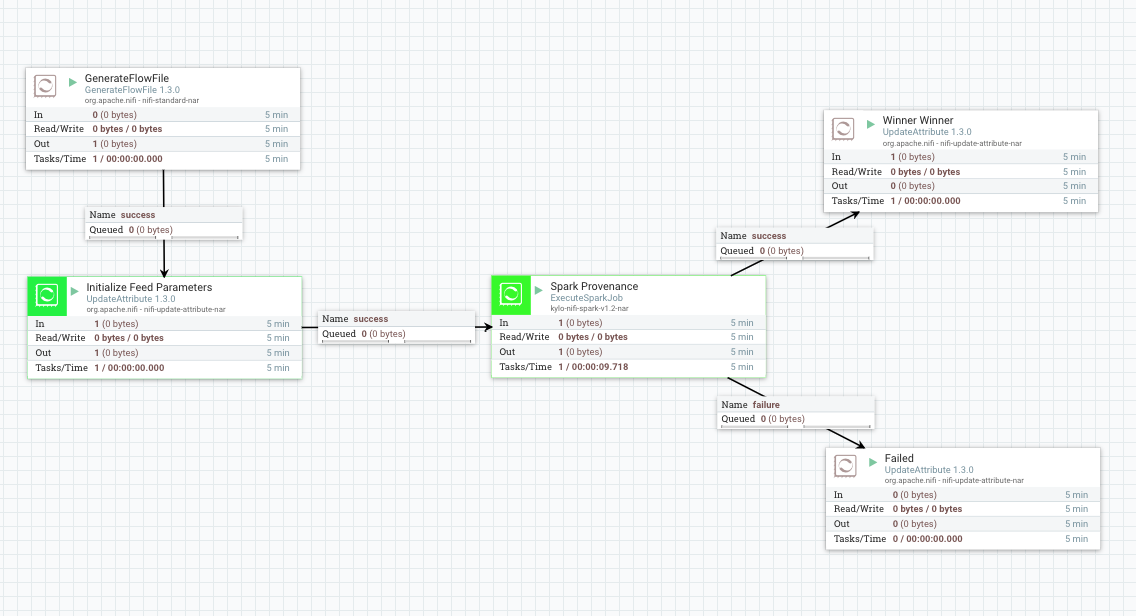 GenerateFlowFile
GenerateFlowFile 1.3.0
org.apache.nifi - nifi-standard-nar
In 0 (0 bytes) 5 min
Read/Write 0 bytes / 0 bytes 5 min
Out 1 (0 bytes) 5 min
Tasks/Time 1 / 00:00:00.000 5 min
Name success
Queued 0 (0 bytes)
Initialize Feed Parameters
UpdateAttribute 1.3.0
org.apache.nifi - nifi-update-attribute-nar
In 1 (0 bytes) 5 min
Read/Write 0 bytes / 0 bytes 5 min
Out 1 (0 bytes) 5 min
Tasks/Time 1 / 00:00:00.000 5 min
Name success
Queued 0 (0 bytes)
Spark Provenance
ExecuteSparkJob
kylo-nifi-spark-v1.2-nar
In 1 (0 bytes) 5 min
Read/Write 0 bytes / 0 bytes 5 min
Out 1 (0 bytes) 5 min
Tasks/Time 1 / 00:00:09.718 5 min
Name success
Queued 0 (0 bytes)
Winner Winner
UpdateAttribute 1.3.0
org.apache.nifi - nifi-update-attribute-nar
In 1 (0 bytes) 5 min
Read/Write 0 bytes / 0 bytes 5 min
Out 0 (0 bytes) 5 min
Tasks/Time 1 / 00:00:00.000 5 min
Name failure
Queued 0 (0 bytes)
Failed
UpdateAttribute 1.3.0
org.apache.nifi - nifi-update-attribute-nar
In 0 (0 bytes) 5 min
Read/Write 0 bytes / 0 bytes 5 min
Out 0 (0 bytes) 5 min
Tasks/Time 0 / 00:00:00.000 5 min